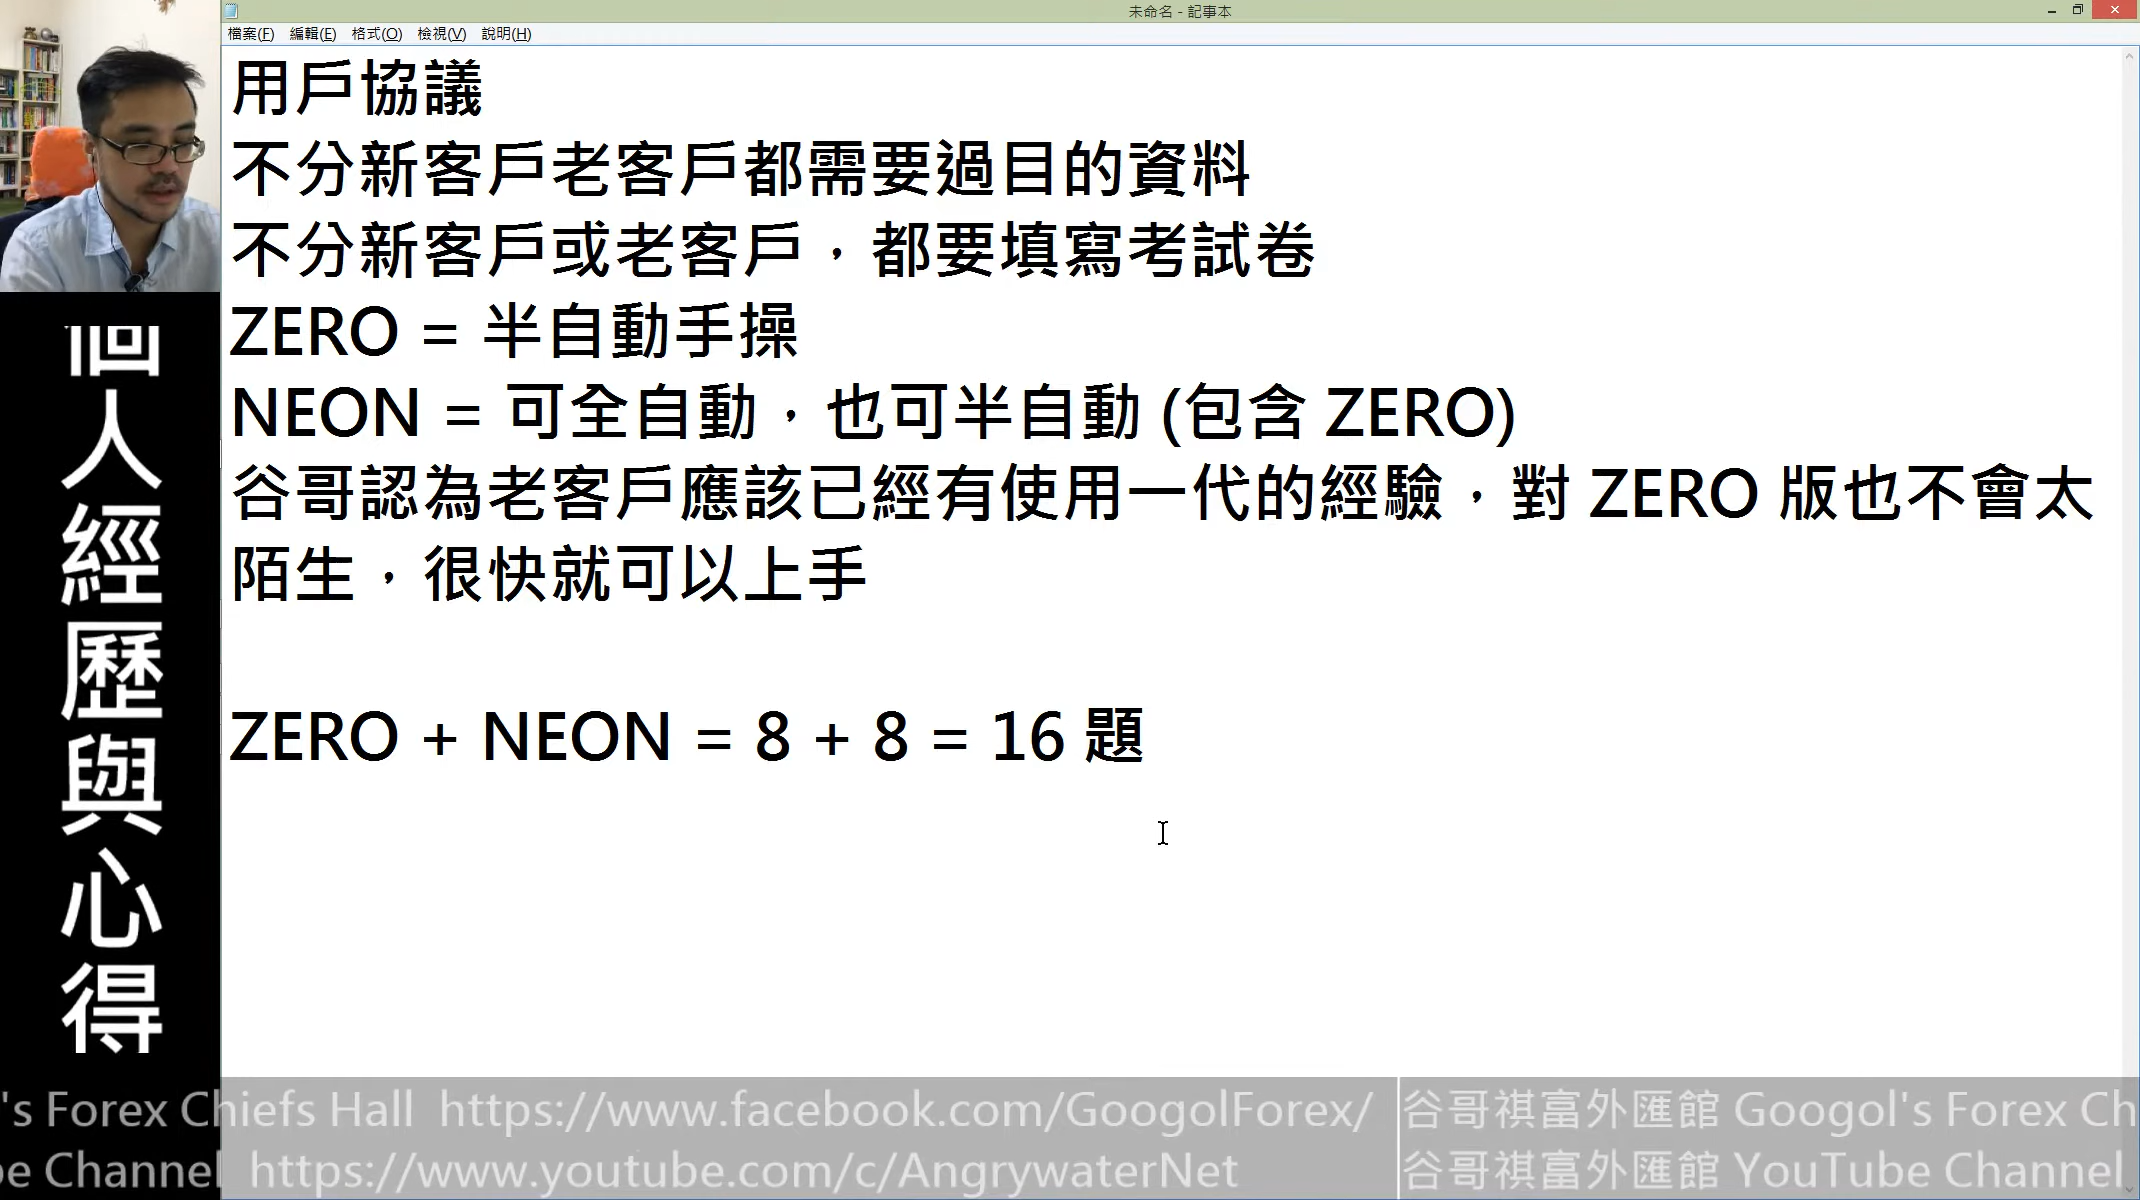 未命名 - 記事本
檔案(F) 編輯(E) 格式(O) 檢視(V) 說明(H)
用戶協議
不分新客戶老客戶都需要過目的資料
不分新客戶或老客戶，都要填寫考試卷
ZERO = 半自動手操
NEON = 可全自動，也可半自動 (包含 ZERO)
谷哥認為老客戶應該已經有使用一代的經驗，對 ZERO 版也不會太
陌生，很快就可以上手
ZERO + NEON = 8 + 8 = 16 題
個人經歷與心得
's Forex Chiefs Hall https://www.facebook.com/GoogolForex/ 谷哥祺富外匯館 Googol's Forex Ch
be Channel https://www.youtube.com/c/AngrywaterNet 谷哥祺富外匯館 YouTube Channel